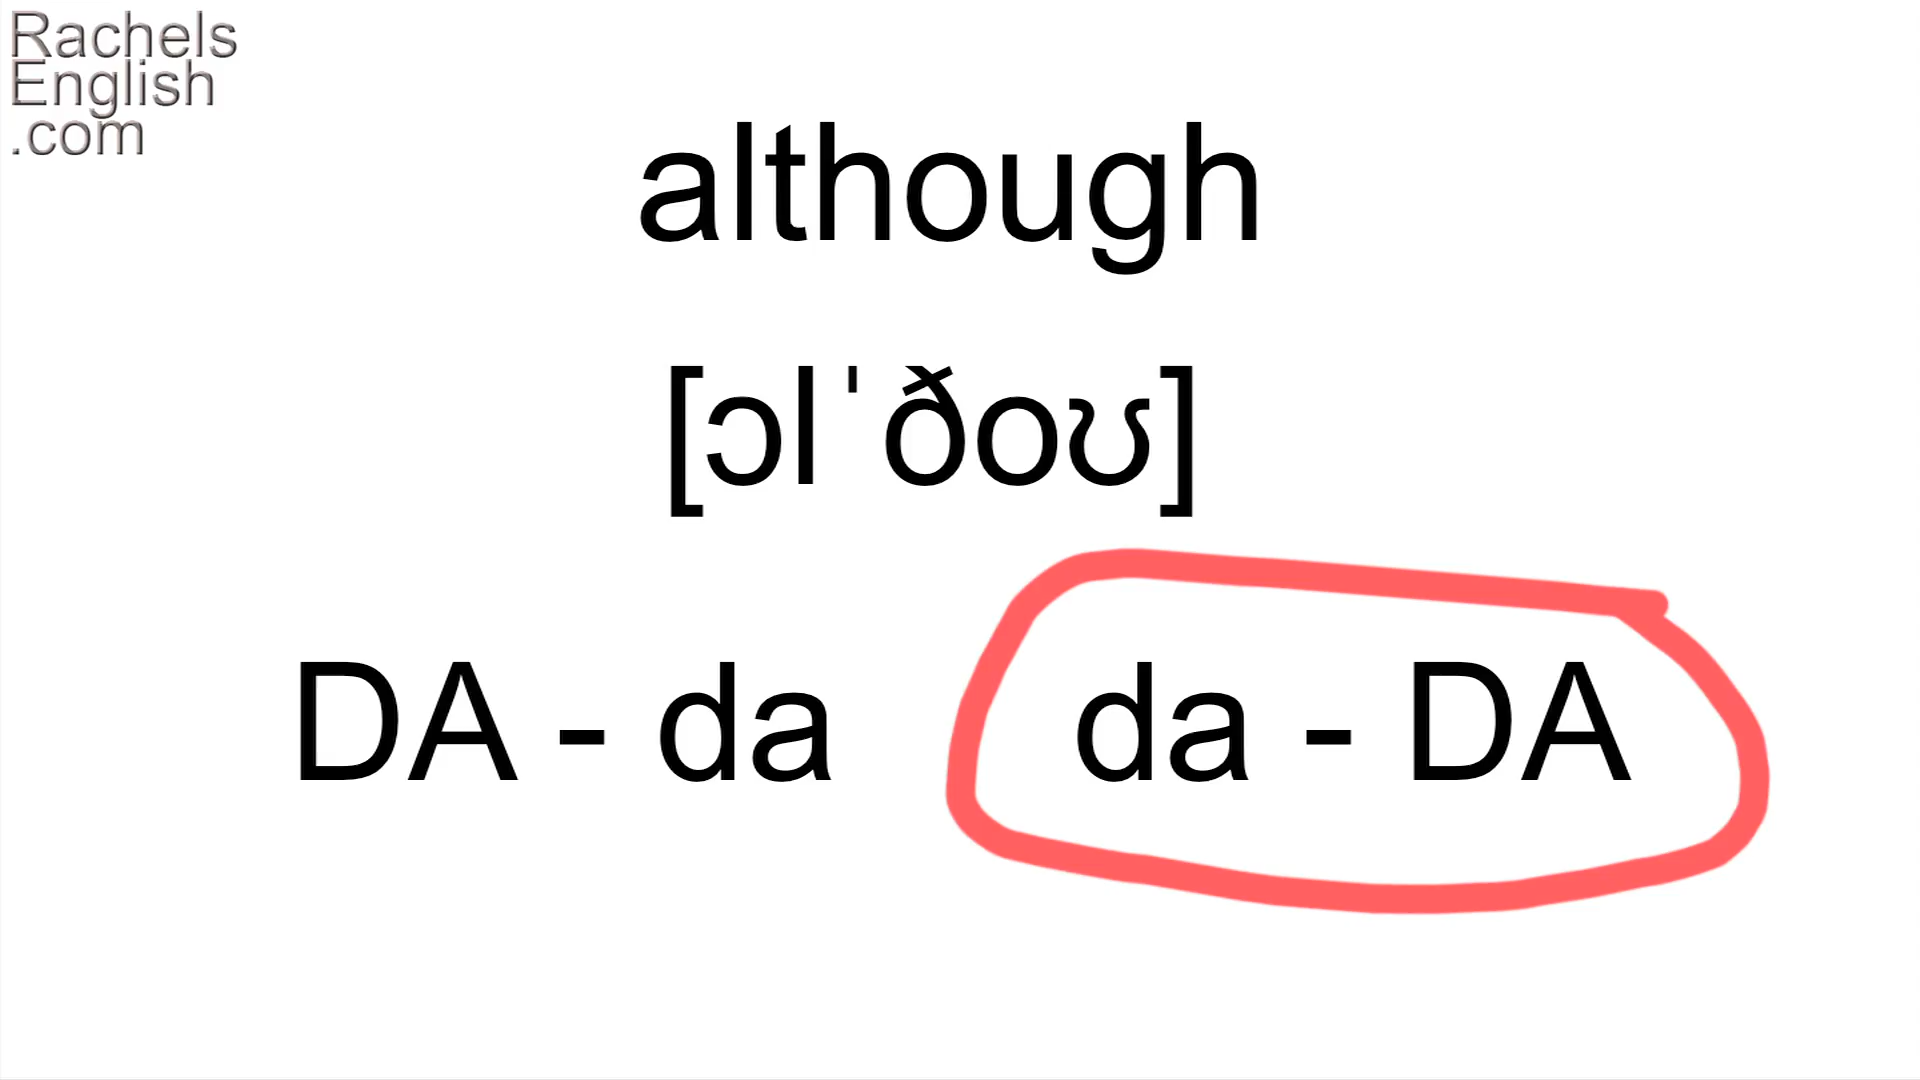 Rachels
English
.com
although
[ɔlˈðoʊ]
DA - da da - DA